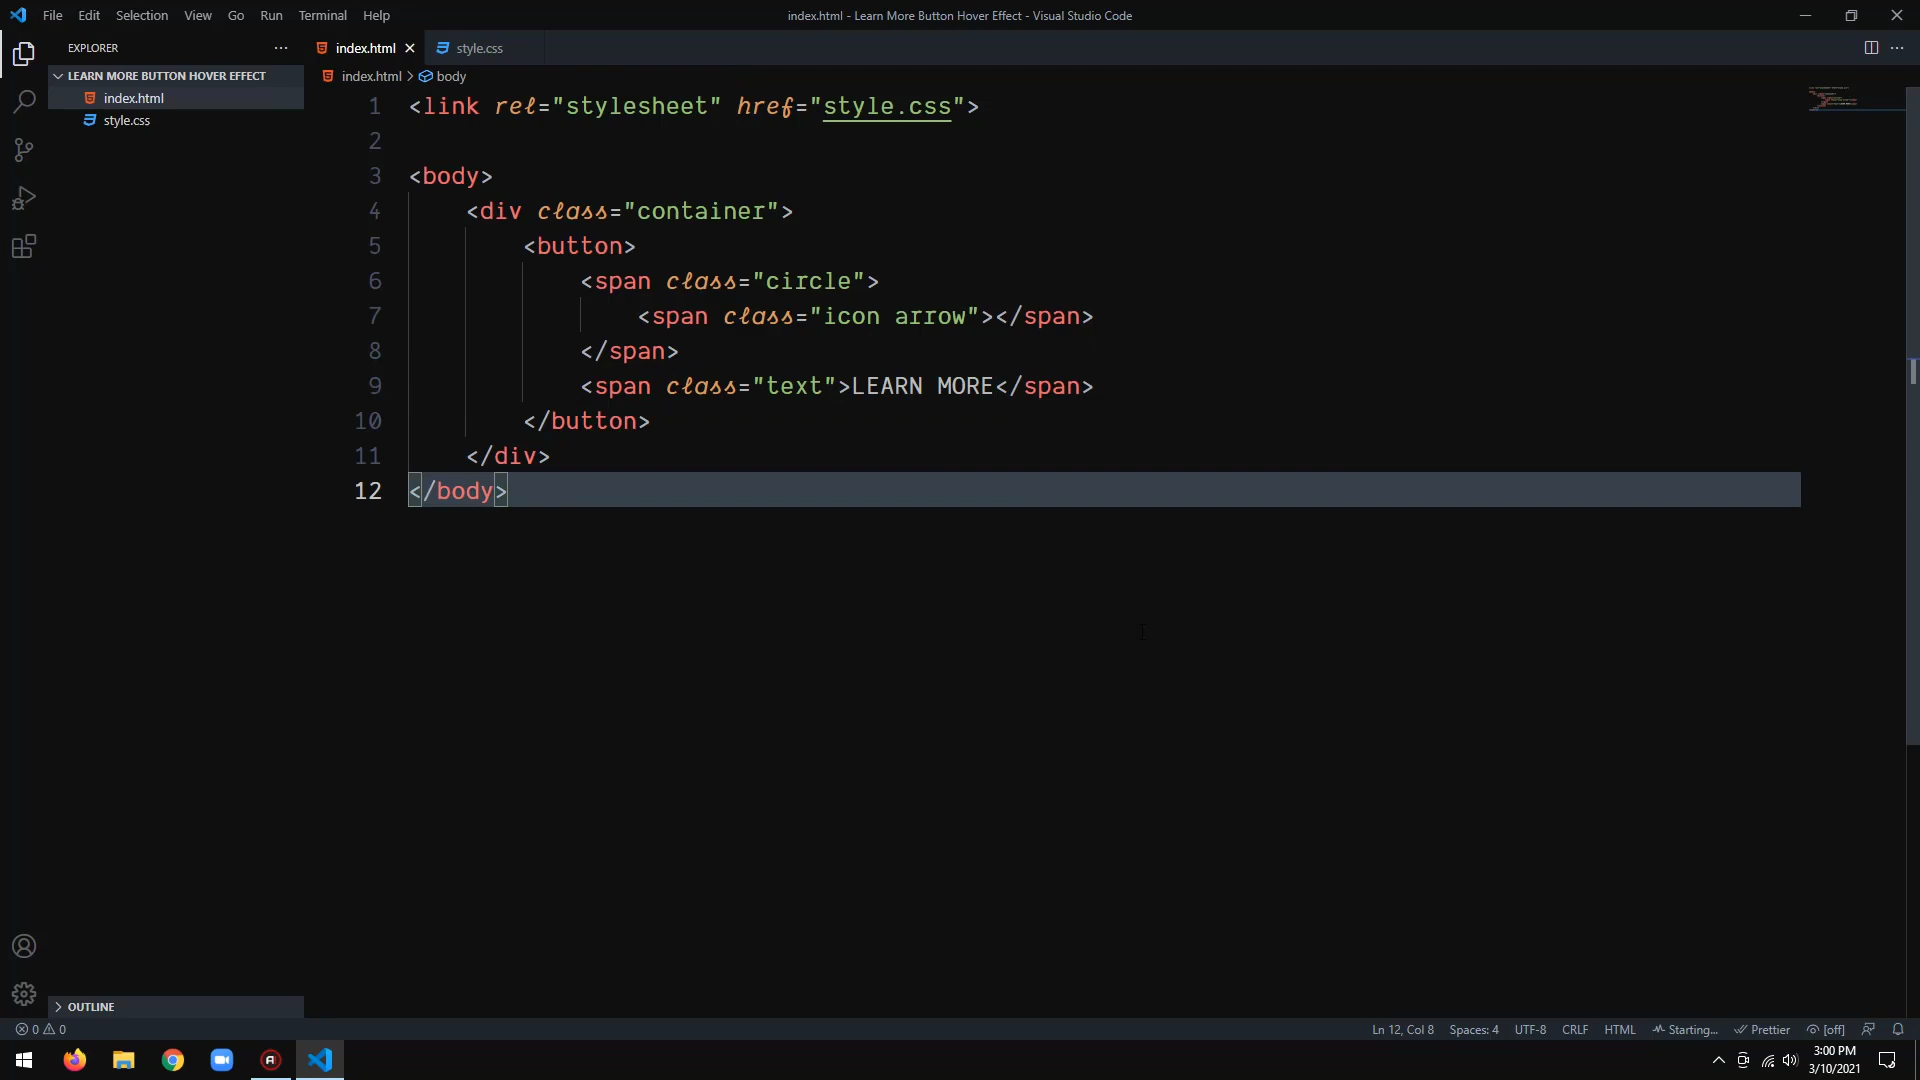 File Edit Selection View Go Run Terminal Help
index.html - Learn More Button Hover Effect - Visual Studio Code
EXPLORER
index.html
style.css
LEARN MORE BUTTON HOVER EFFECT
index.html
style.css
index.html > body
1 <link rel="stylesheet" href="style.css">
2
3 <body>
4 <div class="container">
5 <button>
6 <span class="circle">
7 <span class="icon arrow"></span>
8 </span>
9 <span class="text">LEARN MORE</span>
10 </button>
11 </div>
12 </body>
OUTLINE
0 0
Ln 12, Col 8 Spaces: 4 UTF-8 CRLF HTML Starting... Prettier [off]
3:00 PM
3/10/2021